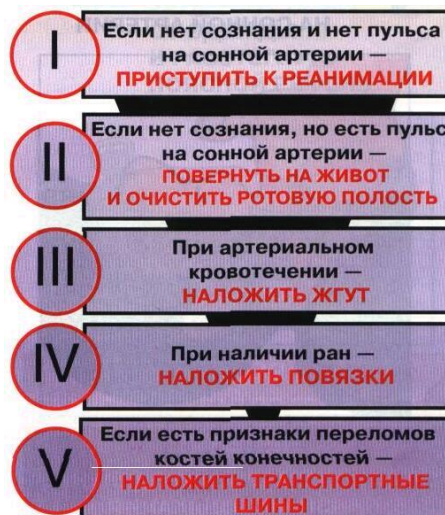 I
Если нет сознания и нет пульса
на сонной артерии —
ПРИСТУПИТЬ К РЕАНИМАЦИИ
II
Если нет сознания, но есть пульс
на сонной артерии —
ПОВЕРНУТЬ НА ЖИВОТ
И ОЧИСТИТЬ РОТОВУЮ ПОЛОСТЬ
III
При артериальном
кровотечении —
НАЛОЖИТЬ ЖГУТ
IV
При наличии ран —
НАЛОЖИТЬ ПОВЯЗКИ
V
Если есть признаки переломов
костей конечностей —
НАЛОЖИТЬ ТРАНСПОРТНЫЕ
ШИНЫ